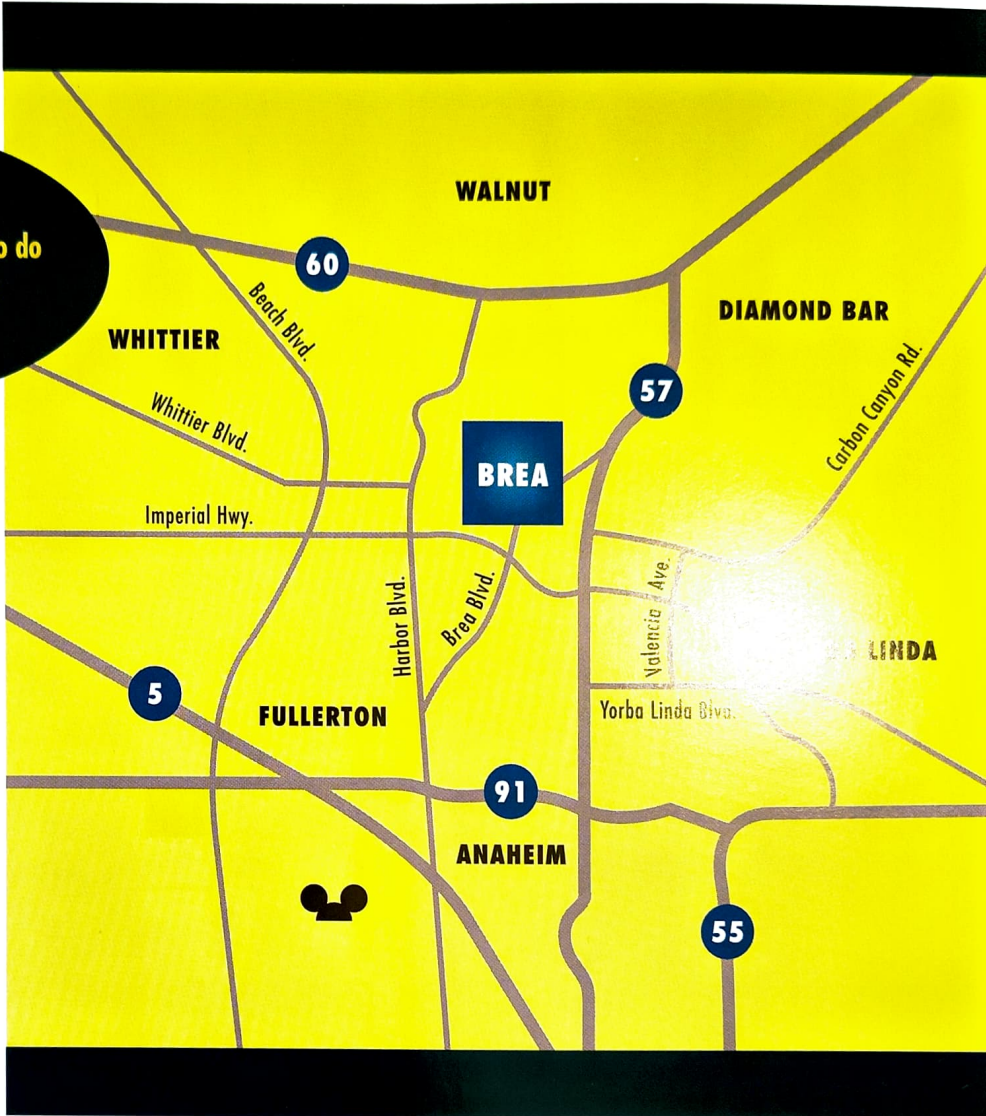 WALNUT
do
60
Beach Blvd.
DIAMOND BAR
WHITTIER
57
Carbon Canyon Rd.
Whittier Blvd.
BREA
Imperial Hwy.
Valencia Ave.
Harbor Blvd.
Brea Blvd.
LINDA
5
FULLERTON
Yorba Linda Blvd.
91
ANAHEIM
55